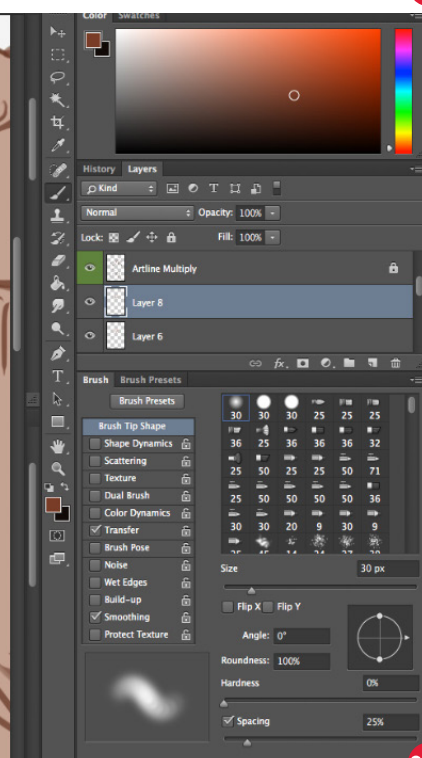 Color Swatches
History Layers
Kind
T
Normal Opacity: 100%
Lock: Fill: 100%
Artline Multiply
Layer 8
Layer 6
fx.
Brush Brush Presets
Brush Presets
Brush Tip Shape
Shape Dynamics
Scattering
Texture
Dual Brush
Color Dynamics
Transfer
Brush Pose
Noise
Wet Edges
Build-up
Smoothing
Protect Texture
30 30 30 25 25 25
36 25 36 36 36 32
25 50 25 25 50 71
25 50 50 50 50 36
30 30 20 9 30 9
Size 30 px
Flip X Flip Y
Angle: 0°
Roundness: 100%
Hardness 0%
Spacing 25%